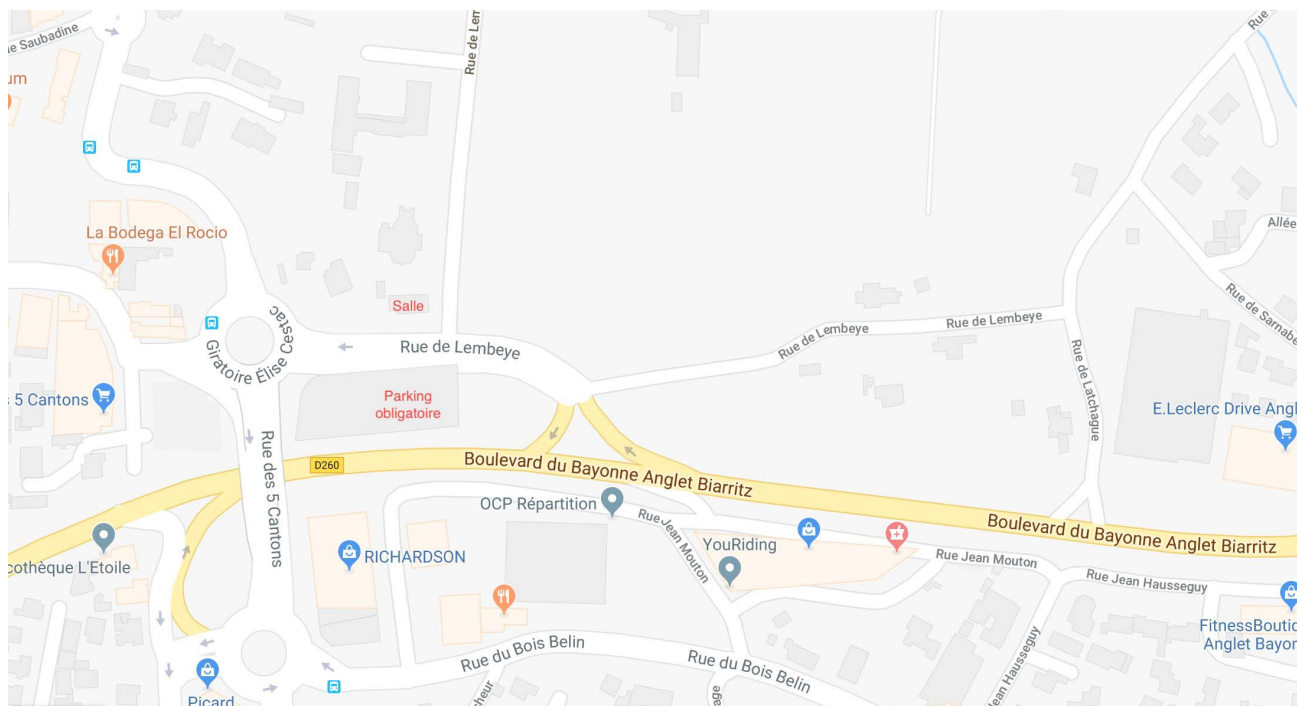 ue Saubadine
Rue de Lem
Rue
um
La Bodega El Rocio
Allée
Salle
Giratoire Élise Cestac
Rue de Lembeye
Rue de Lembeye
Rue de Lembeye
Rue de Sarnabe
Rue de Latchague
Parking
obligatoire
s 5 Cantons
E.Leclerc Drive Angl
Rue des 5 Cantons
D260
Boulevard du Bayonne Anglet Biarritz
OCP Répartition
Rue Jean Mouton
Boulevard du Bayonne Anglet Biarritz
YouRiding
RICHARDSON
cothèque L'Etoile
Rue Jean Mouton
Rue Jean Hausseguy
FitnessBoutiq
Anglet Bayon
Rue du Bois Belin
Rue du Bois Belin
Jean Hausseguy
cheur
age
Picard